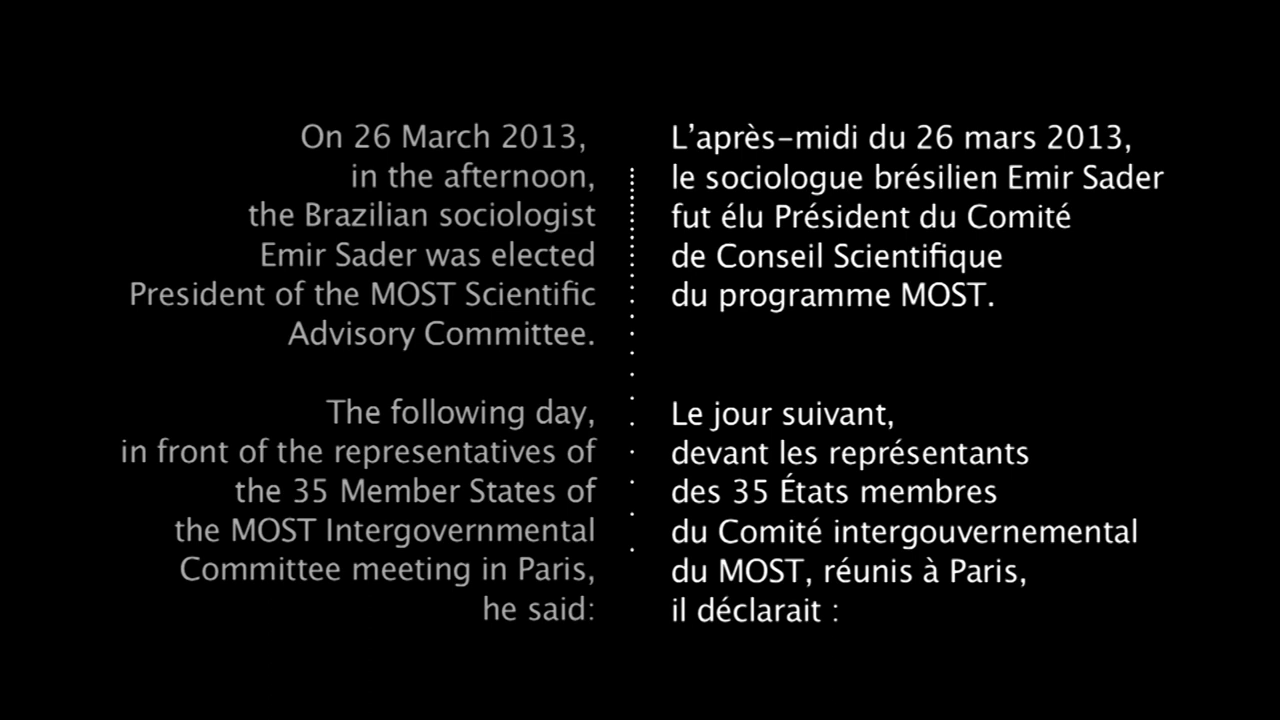 On 26 March 2013,
in the afternoon,
the Brazilian sociologist
Emir Sader was elected
President of the MOST Scientific
Advisory Committee.
The following day,
in front of the representatives of
the 35 Member States of
the MOST Intergovernmental
Committee meeting in Paris,
he said:
L’après-midi du 26 mars 2013,
le sociologue brésilien Emir Sader
fut élu Président du Comité
de Conseil Scientifique
du programme MOST.
Le jour suivant,
devant les représentants
des 35 États membres
du Comité intergouvernemental
du MOST, réunis à Paris,
il déclarait :